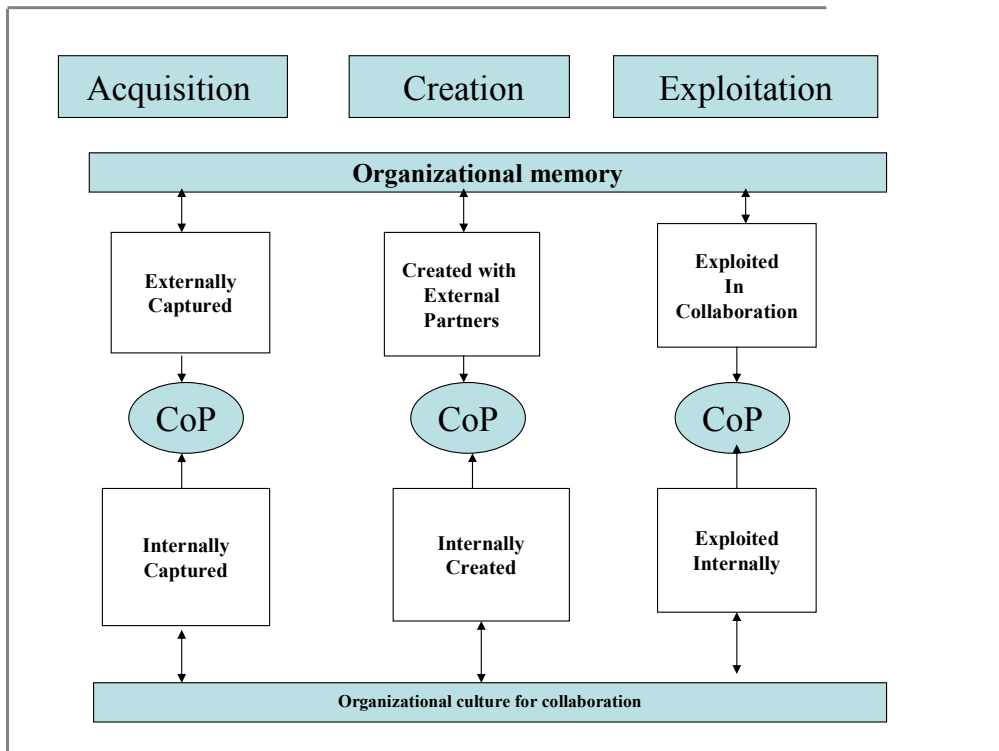 Acquisition
Creation
Exploitation
Organizational memory
Externally
Captured
Created with
External
Partners
Exploited
In
Collaboration
CoP
CoP
CoP
Internally
Captured
Internally
Created
Exploited
Internally
Organizational culture for collaboration